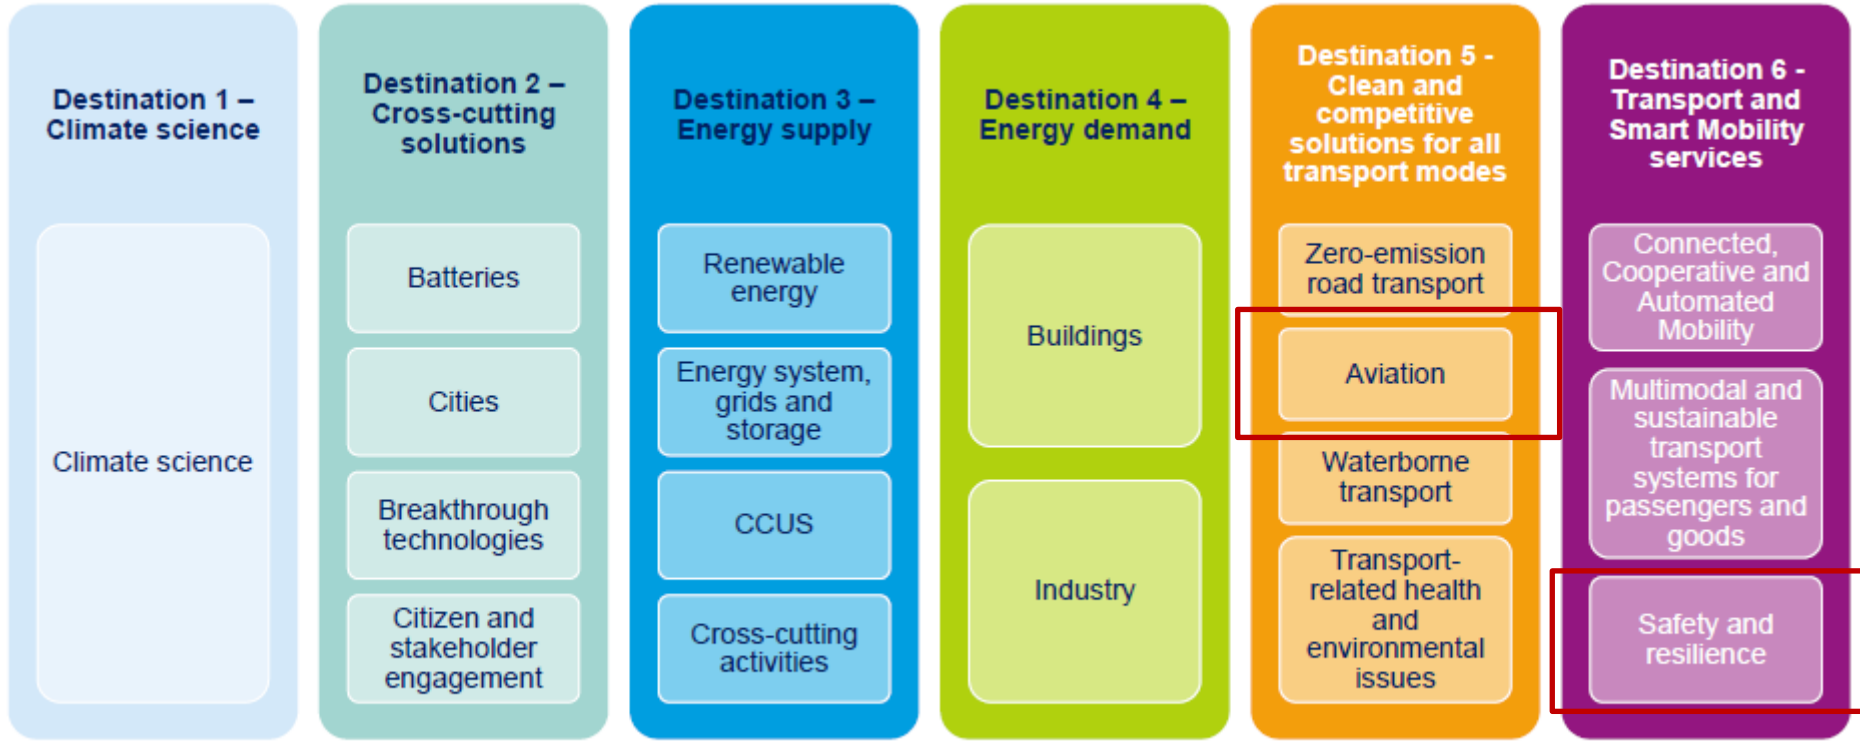 Destination 1 –
Climate science
Climate science
Destination 2 –
Cross-cutting
solutions
Batteries
Cities
Breakthrough
technologies
Citizen and
stakeholder
engagement
Destination 3 –
Energy supply
Renewable
energy
Energy system,
grids and
storage
CCUS
Cross-cutting
activities
Destination 4 –
Energy demand
Buildings
Industry
Destination 5 -
Clean and
competitive
solutions for all
transport modes
Zero-emission
road transport
Aviation
Waterborne
transport
Transport-
related health
and
environmental
issues
Destination 6 -
Transport and
Smart Mobility
services
Connected,
Cooperative and
Automated
Mobility
Multimodal and
sustainable
transport
systems for
passengers and
goods
Safety and
resilience